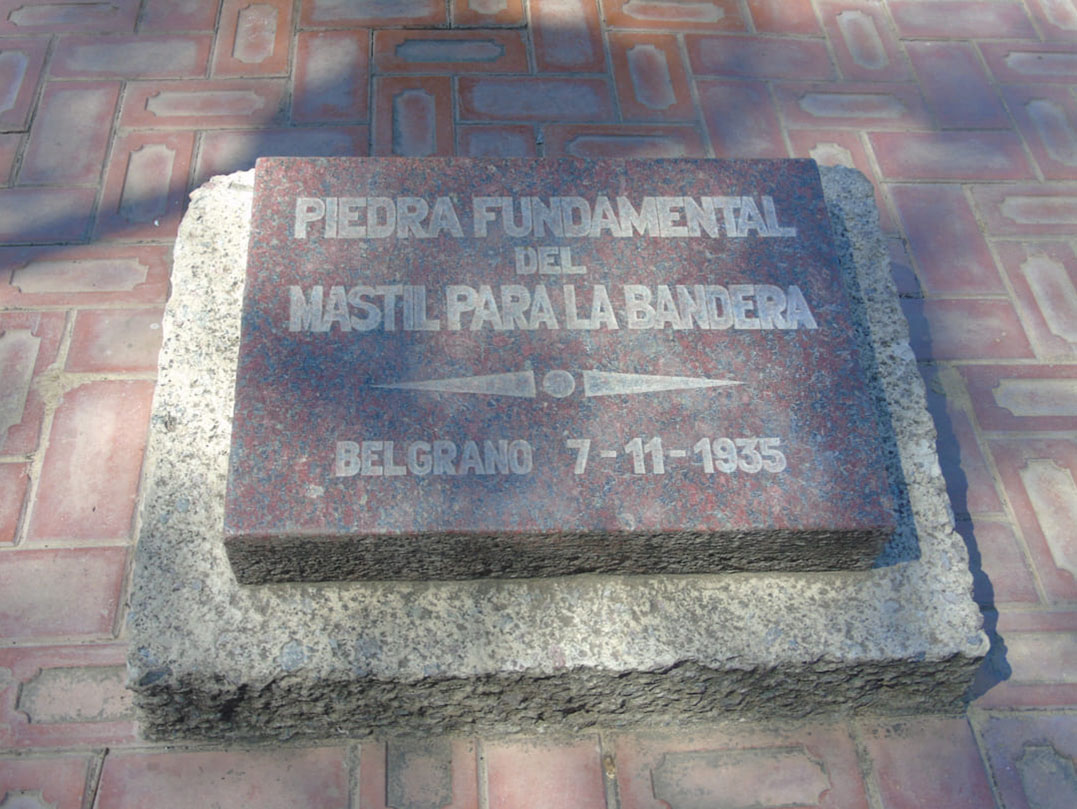 PIEDRA FUNDAMENTAL
DEL
MASTIL PARA LA BANDERA
BELGRANO 7-11-1935